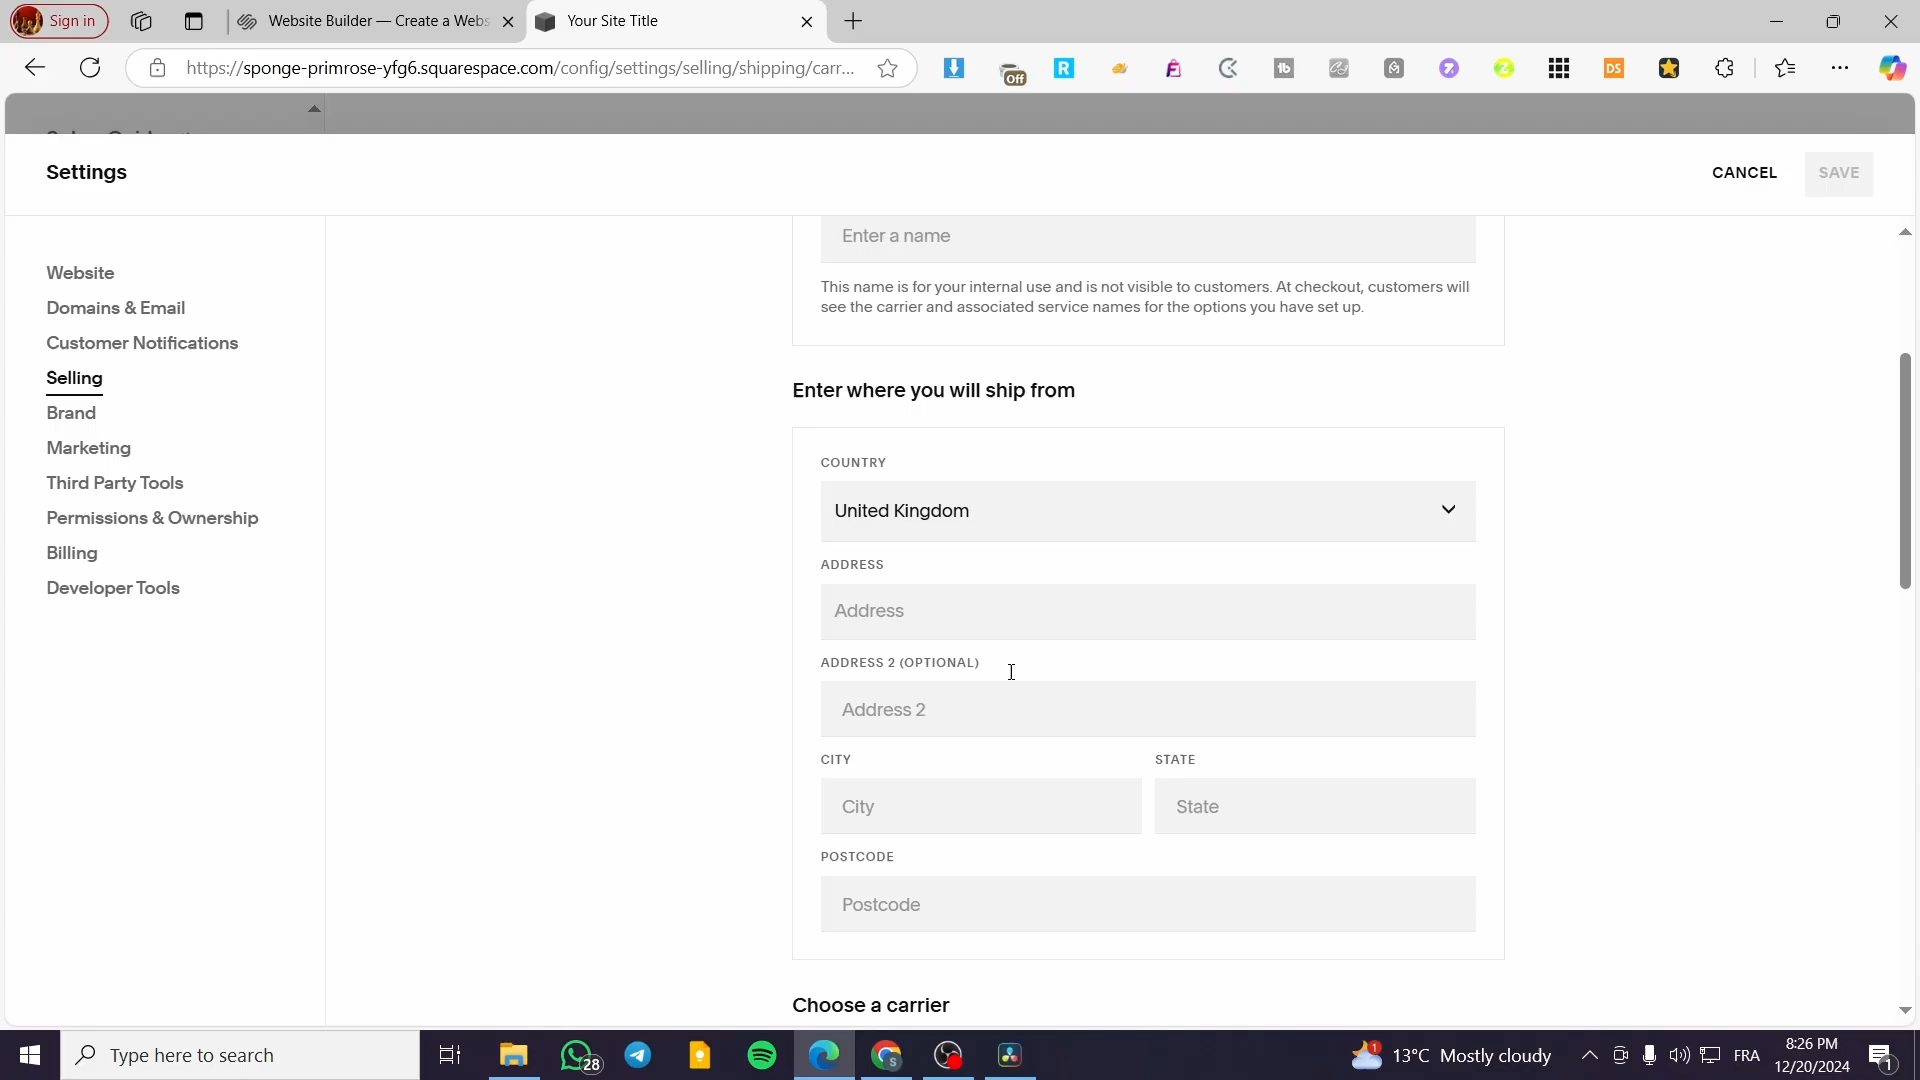 Sign in
Website Builder — Create a Webs
Your Site Title
https://sponge-primrose-yfg6.squarespace.com/config/settings/selling/shipping/carr...
Off
Settings
CANCEL
SAVE
Website
Domains & Email
Customer Notifications
Selling
Brand
Marketing
Third Party Tools
Permissions & Ownership
Billing
Developer Tools
Enter a name
This name is for your internal use and is not visible to customers. At checkout, customers will
see the carrier and associated service names for the options you have set up.
Enter where you will ship from
COUNTRY
United Kingdom
ADDRESS
Address
ADDRESS 2 (OPTIONAL)
Address 2
CITY
STATE
City
State
POSTCODE
Postcode
Choose a carrier
Type here to search
28
1
13°C Mostly cloudy
FRA
8:26 PM
12/20/2024
1